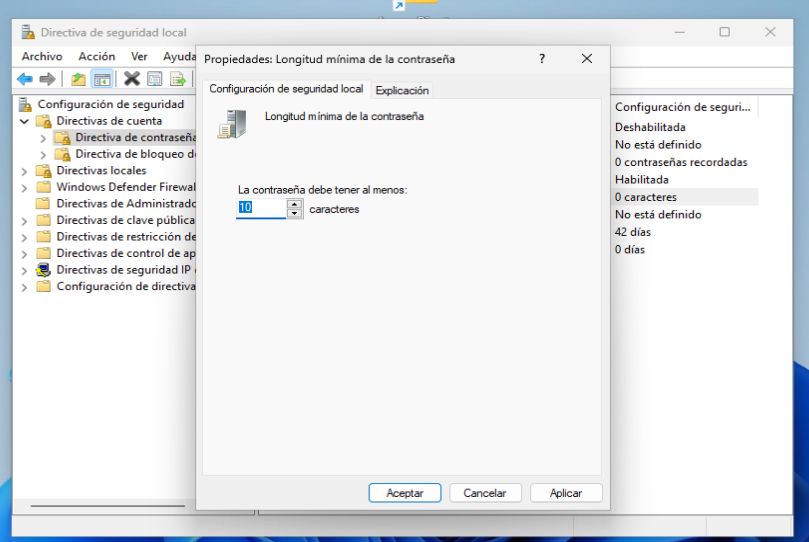 Directiva de seguridad local
Archivo Acción Ver Ayuda
Configuración de seguridad
Directivas de cuenta
Directiva de contraseña
Directiva de bloqueo d
Directivas locales
Windows Defender Firewal
Directivas de Administrado
Directivas de clave pública
Directivas de restricción de
Directivas de control de ap
Directivas de seguridad IP
Configuración de directiva
Propiedades: Longitud mínima de la contraseña ?
Configuración de seguridad local Explicación
Longitud mínima de la contraseña
La contraseña debe tener al menos:
10 caracteres
Aceptar Cancelar Aplicar
Configuración de seguri...
Deshabilitada
No está definido
0 contraseñas recordadas
Habilitada
0 caracteres
No está definido
42 días
0 días